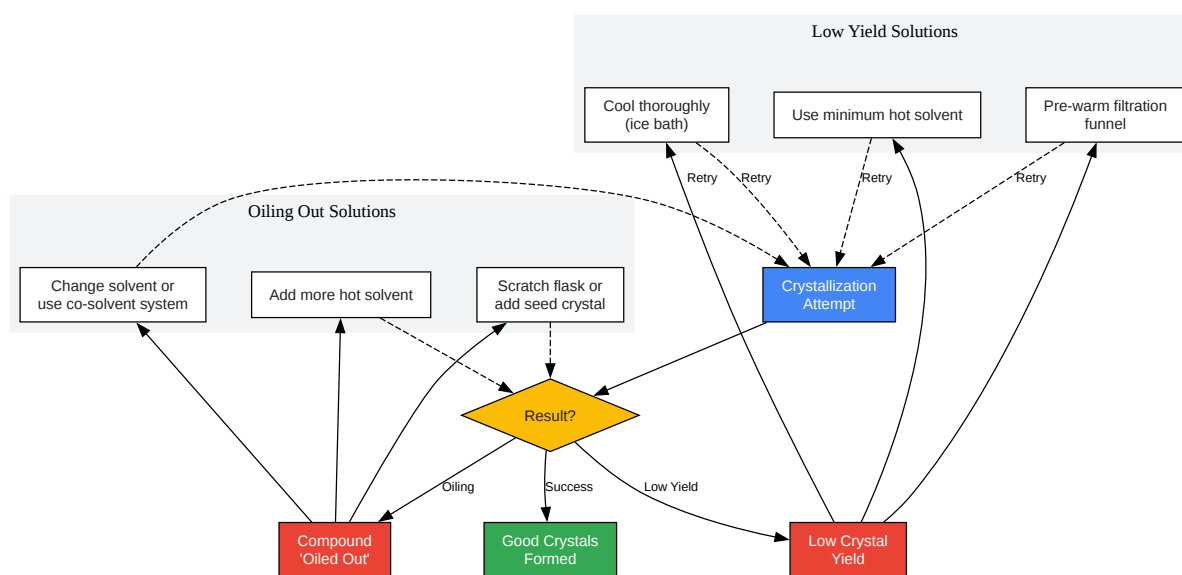 Low Yield Solutions
Cool thoroughly
(ice bath)
Use minimum hot solvent
Pre-warm filtration
funnel
Retry
Retry
Retry
Retry
Oiling Out Solutions
Change solvent or
use co-solvent system
Add more hot solvent
Scratch flask or
add seed crystal
Crystallization
Attempt
Result?
Oiling
Success
Low Yield
Compound
'Oiled Out'
Good Crystals
Formed
Low Crystal
Yield